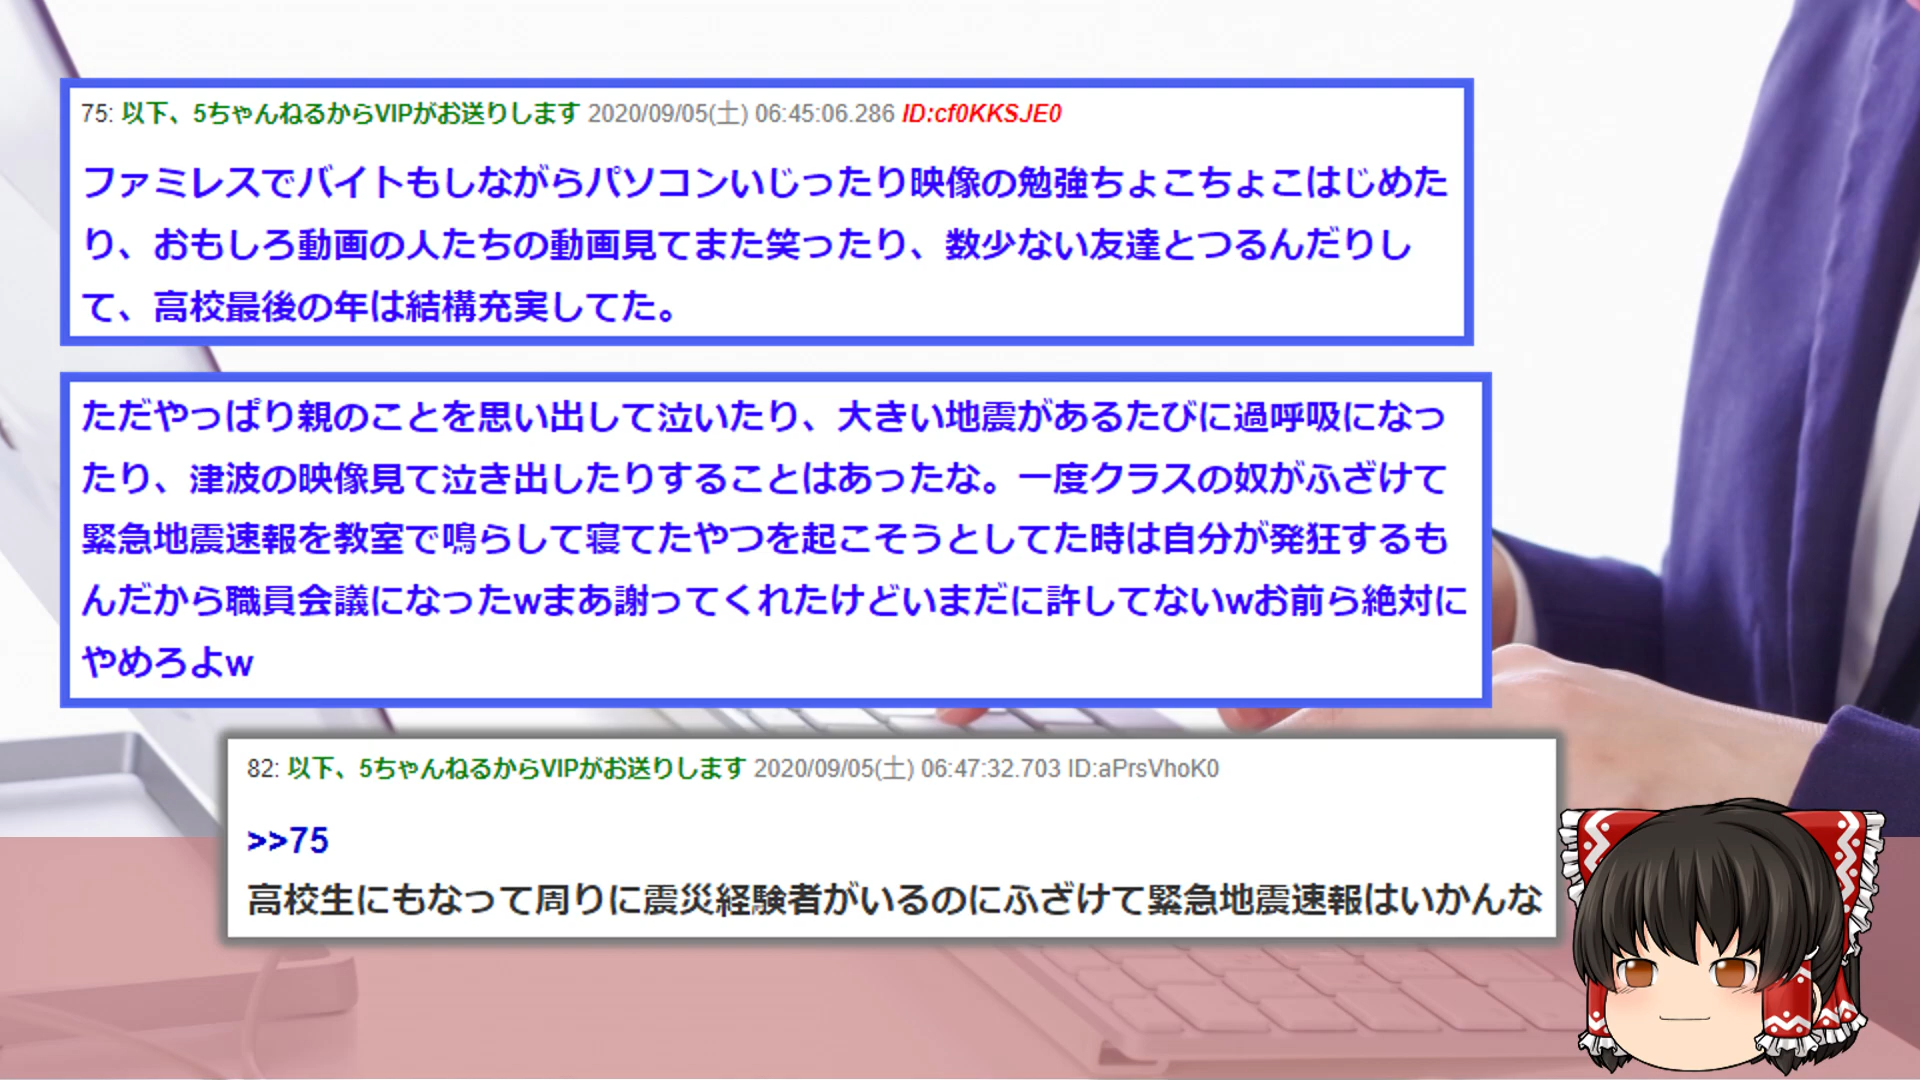 75: 以下、5ちゃんねるからVIPがお送りします 2020/09/05(土) 06:45:06.286 ID:cf0KKSJE0
ファミレスでバイトもしながらパソコンいじったり映像の勉強ちょこちょこはじめた
り、おもしろ動画の人たちの動画見てまた笑ったり、数少ない友達とつるんだりし
て、高校最後の年は結構充実してた。
ただやっぱり親のことを思い出して泣いたり、大きい地震があるたびに過呼吸になっ
たり、津波の映像見て泣き出したりすることはあったな。一度クラスの奴がふざけて
緊急地震速報を教室で鳴らして寝てたやつを起こそうとしてた時は自分が発狂するも
んだから職員会議になったwまあ謝ってくれたけどいまだに許してないwお前ら絶対に
やめろよw
82: 以下、5ちゃんねるからVIPがお送りします 2020/09/05(土) 06:47:32.703 ID:aPrsVhoK0
>>75
高校生にもなって周りに震災経験者がいるのにふざけて緊急地震速報はいかんな